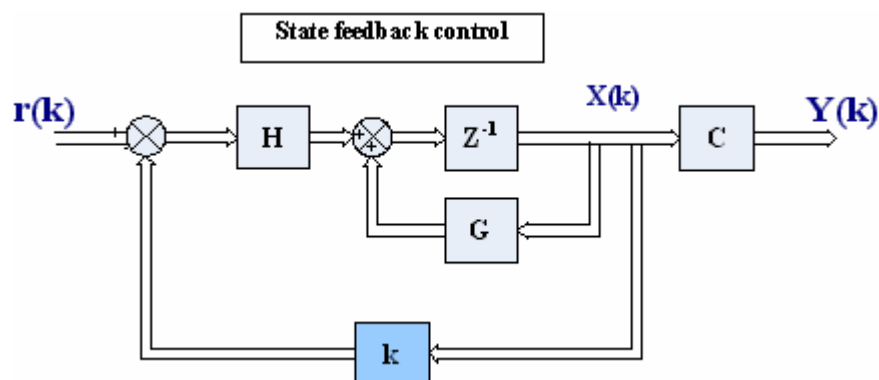 State feedback control
X(k)
r(k)
Y(k)
+
H
+
+
Z⁻¹
C
G
k